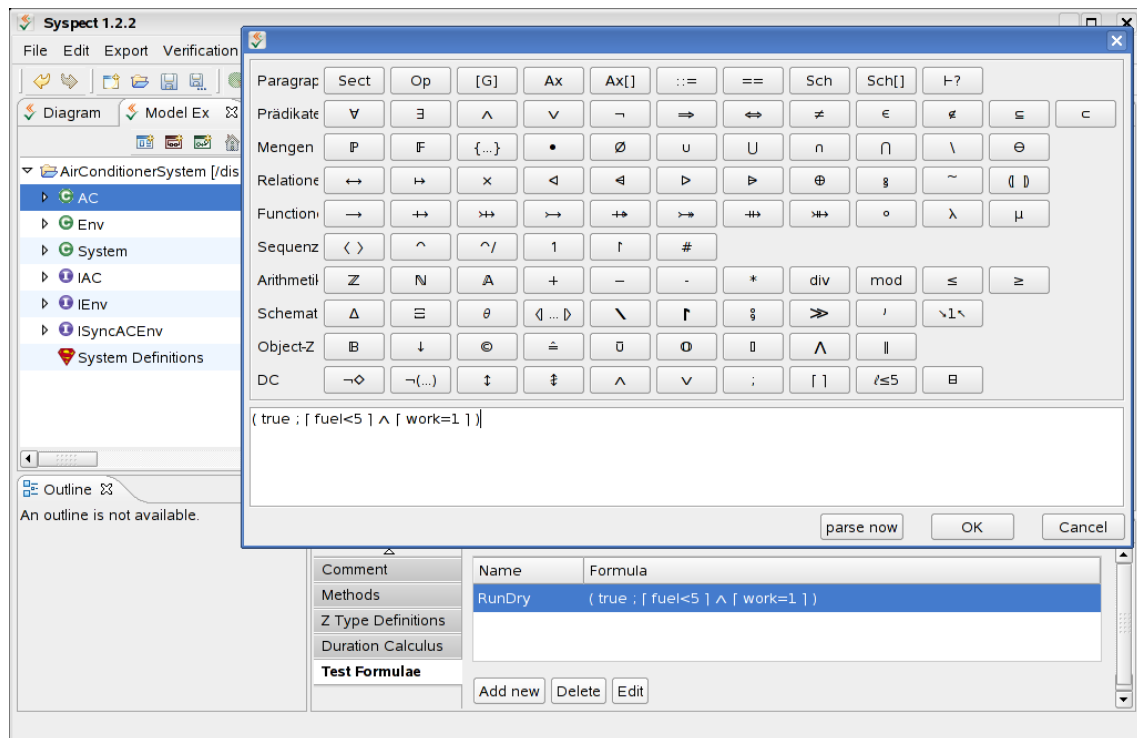 Syspect 1.2.2
File Edit Export Verification
Diagram Model Ex
AirConditionerSystem [/dis
AC
Env
System
IAC
IEnv
ISyncACEnv
System Definitions
Outline
An outline is not available.
Paragrap Sect Op [G] Ax Ax[] ::= == Sch Sch[] ⊢?
Prädikate ∀ ∃ ∧ ∨ ¬ ⇒ ⇔ ≠ ∈ ∉ ⊆ ⊂
Mengen ℙ 𝔽 {...} • Ø ∪ ⋃ ∩ ⋂ \ ⊖
Relatione ↔ ↦ × ⩤ ◁ ▷ ⩥ ⊕ ⨾ ~ ⦇ ⦈
Function → ⇸ ⤔ ↣ ⤀ ⤖ ⇻ ⤕ ∘ λ μ
Sequenz ⟨ ⟩ ⁀ ⁀/ ↿ ↾ #
Arithmetik ℤ ℕ 𝔸 + − - * div mod ≤ ≥
Schemat Δ Ξ θ ⦉ ... ⦊ \ ↾ ⨟ ≫ ′ ↘1↖
Object-Z 𝔹 ↓ © ≙ ⊍ ▯ ⋀ ∥
DC ¬◇ ¬(...) ↕ ⇞ ∧ ∨ ; ⌈ ⌉ ℓ≤5 ⊟
( true ; ⌈ fuel<5 ⌉ ∧ ⌈ work=1 ⌉ )
parse now OK Cancel
Comment
Methods
Z Type Definitions
Duration Calculus
Test Formulae
Name Formula
RunDry ( true ; ⌈ fuel<5 ⌉ ∧ ⌈ work=1 ⌉ )
Add new Delete Edit